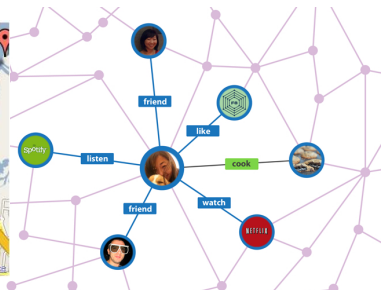 friend
like
Spotify
listen
cook
friend
watch
NETFLIX